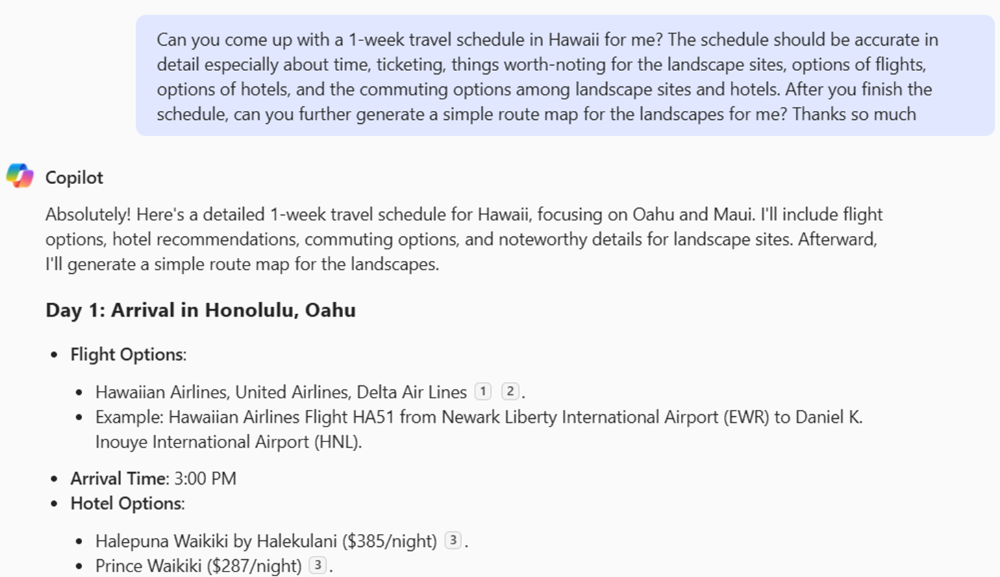 Can you come up with a 1-week travel schedule in Hawaii for me? The schedule should be accurate in
detail especially about time, ticketing, things worth-noting for the landscape sites, options of flights,
options of hotels, and the commuting options among landscape sites and hotels. After you finish the
schedule, can you further generate a simple route map for the landscapes for me? Thanks so much
Copilot
Absolutely! Here's a detailed 1-week travel schedule for Hawaii, focusing on Oahu and Maui. I'll include flight
options, hotel recommendations, commuting options, and noteworthy details for landscape sites. Afterward,
I'll generate a simple route map for the landscapes.
Day 1: Arrival in Honolulu, Oahu
• Flight Options:
• Hawaiian Airlines, United Airlines, Delta Air Lines 1 2.
• Example: Hawaiian Airlines Flight HA51 from Newark Liberty International Airport (EWR) to Daniel K.
Inouye International Airport (HNL).
• Arrival Time: 3:00 PM
• Hotel Options:
• Halepuna Waikiki by Halekulani ($385/night) 3.
• Prince Waikiki ($287/night) 3.